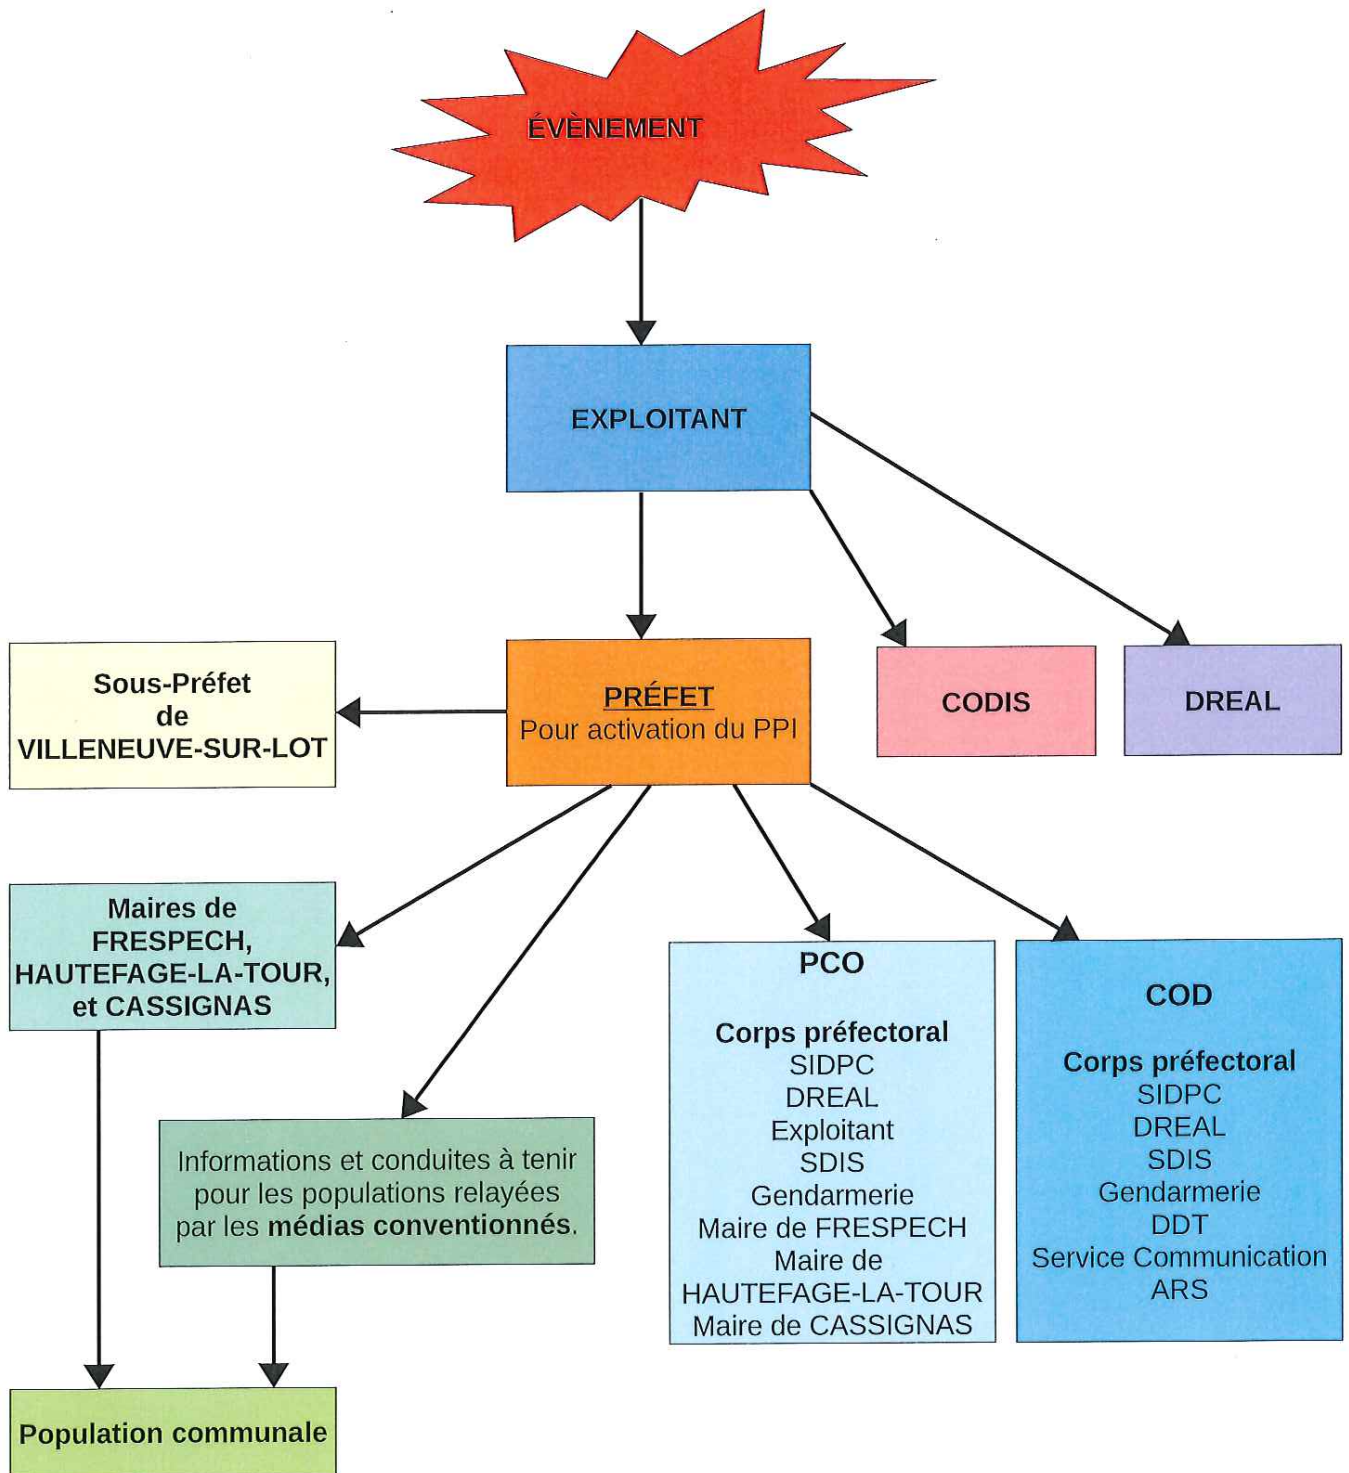 ÉVÈNEMENT
EXPLOITANT
Sous-Préfet
de
VILLENEUVE-SUR-LOT
PRÉFET
Pour activation du PPI
CODIS
DREAL
Maires de
FRESPECH,
HAUTEFAGE-LA-TOUR,
et CASSIGNAS
Informations et conduites à tenir
pour les populations relayées
par les médias conventionnés.
PCO
Corps préfectoral
SIDPC
DREAL
Exploitant
SDIS
Gendarmerie
Maire de FRESPECH
Maire de
HAUTEFAGE-LA-TOUR
Maire de CASSIGNAS
COD
Corps préfectoral
SIDPC
DREAL
SDIS
Gendarmerie
DDT
Service Communication
ARS
Population communale